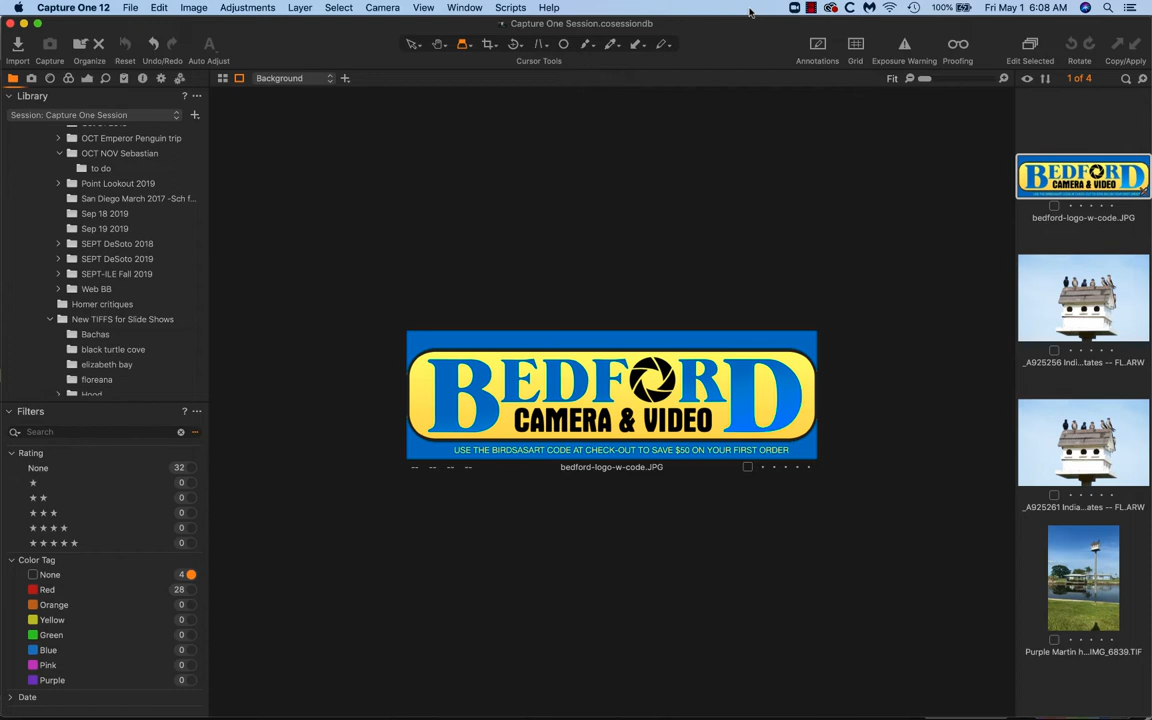 Capture One 12 File Edit Image Adjustments Layer Select Camera View Window Scripts Help 100% Fri May 1 6:08 AM
Capture One Session.cosessiondb
Import Capture Organize Reset Undo/Redo Auto Adjust Cursor Tools Annotations Grid Exposure Warning Proofing Edit Selected Rotate Copy/Apply
Background Fit 1 of 4
Library
Session: Capture One Session
OCT Emperor Penguin trip
OCT NOV Sebastian
to do
Point Lookout 2019
San Diego March 2017 -Sch f...
Sep 18 2019
Sep 19 2019
SEPT DeSoto 2018
SEPT DeSoto 2019
SEPT-ILE Fall 2019
Web BB
Homer critiques
New TIFFS for Slide Shows
Bachas
black turtle cove
elizabeth bay
floreana
Hood
Filters
Search
Rating
None 32
0
0
0
0
0
Color Tag
None 4
Red 28
Orange 0
Yellow 0
Green 0
Blue 0
Pink 0
Purple 0
Date
BEDFORD
CAMERA & VIDEO
USE THE BIRDSASART CODE AT CHECK-OUT TO SAVE $50 ON YOUR FIRST ORDER
-- -- -- -- bedford-logo-w-code.JPG
BEDFORD
CAMERA & VIDEO
bedford-logo-w-code.JPG
_A925256 Indi...tates -- FL.ARW
_A925261 India...ates -- FL.ARW
Purple Martin h...IMG_6839.TIF